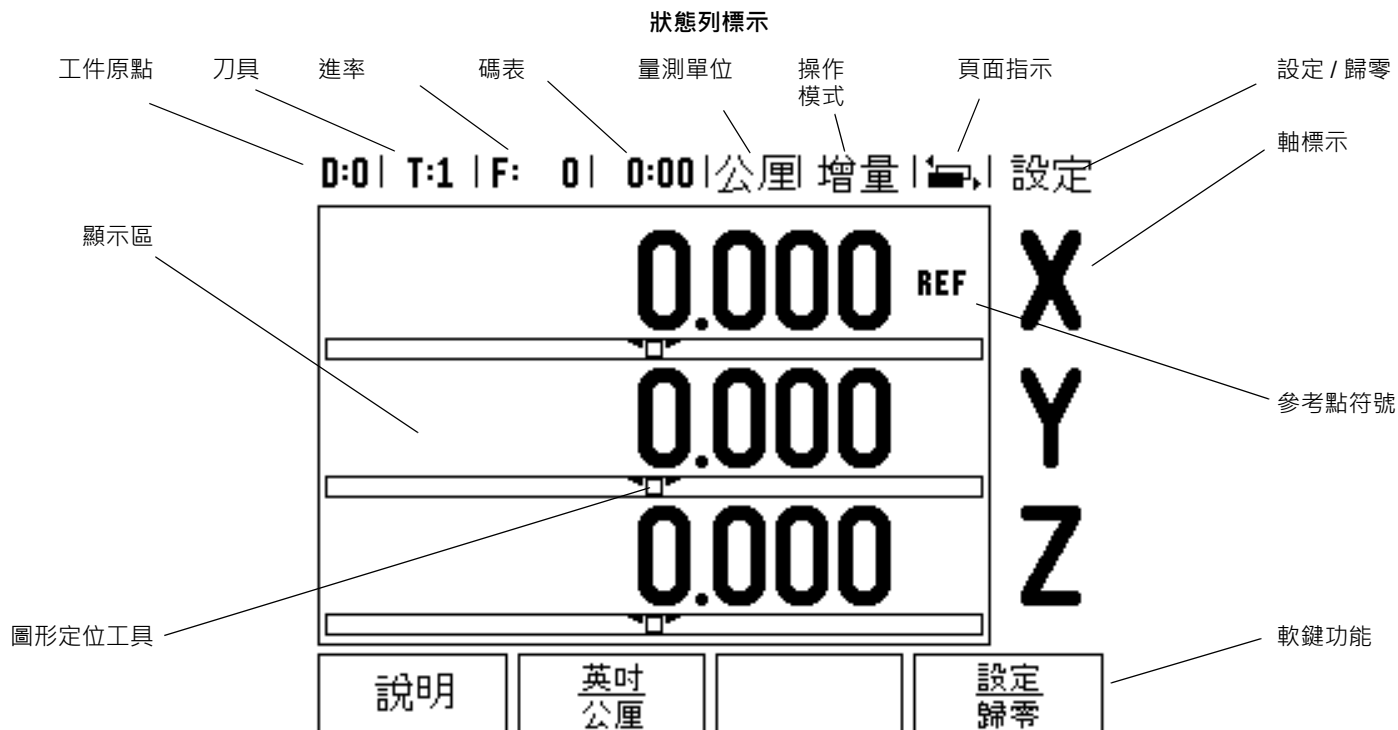 狀態列標示
工件原點 刀具 進率 碼表 量測單位 操作 頁面指示 設定 / 歸零
模式
軸標示
D:0| T:1 |F: 0| 0:00|公厘| 增量 | | 設定
顯示區
0.000 REF X
參考點符號
0.000 Y
0.000 Z
圖形定位工具
軟鍵功能
說明 英吋 設定
公厘 歸零